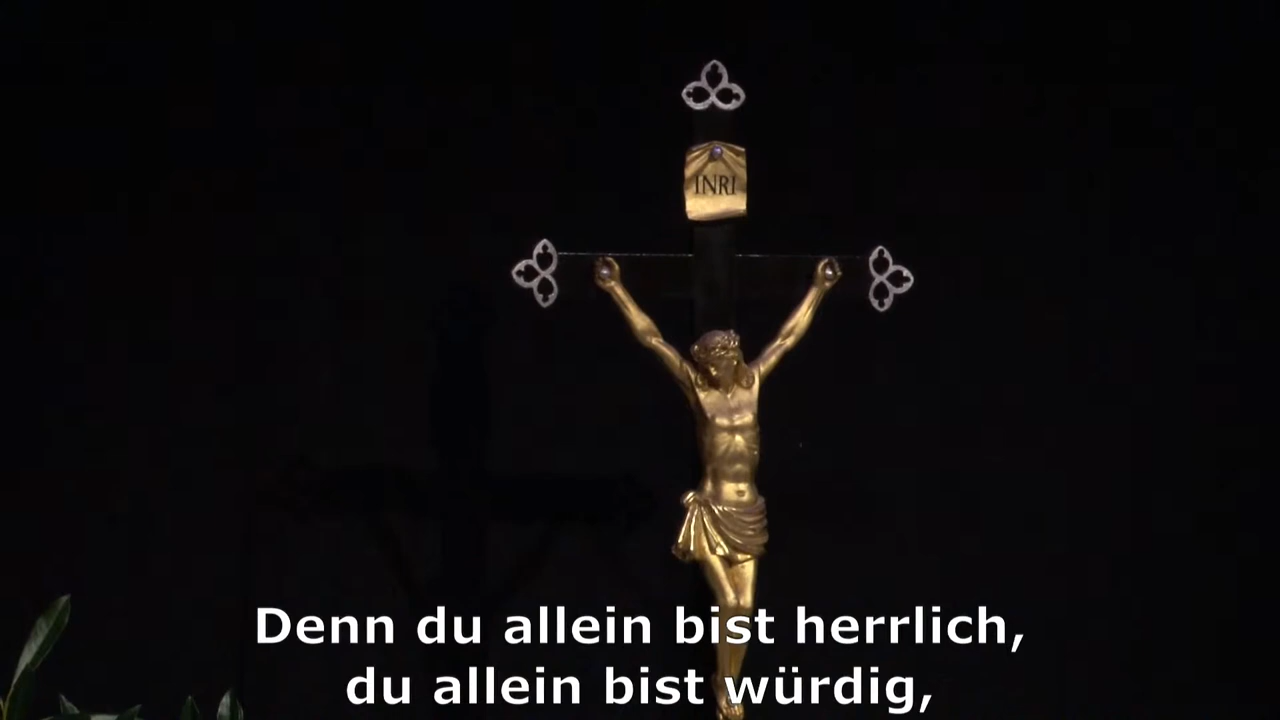 INRI
Denn du allein bist herrlich,
du allein bist würdig,